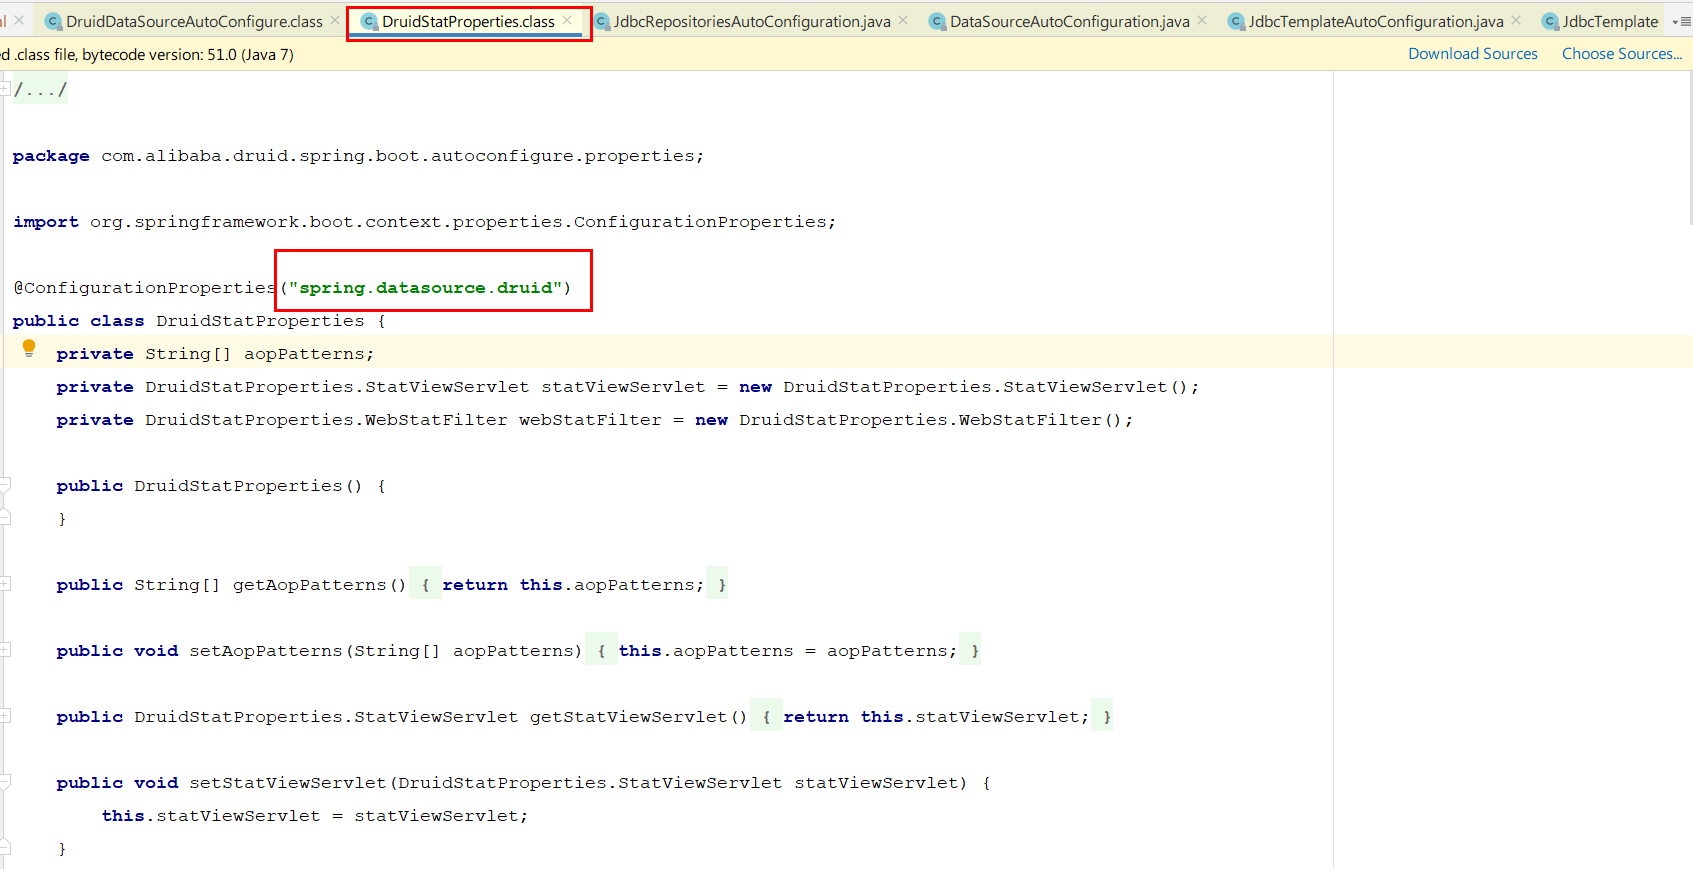 DruidDataSourceAutoConfigure.class DruidStatProperties.class JdbcRepositoriesAutoConfiguration.java DataSourceAutoConfiguration.java JdbcTemplateAutoConfiguration.java JdbcTemplate
.class file, bytecode version: 51.0 (Java 7) Download Sources Choose Sources...
/.../
package com.alibaba.druid.spring.boot.autoconfigure.properties;
import org.springframework.boot.context.properties.ConfigurationProperties;
@ConfigurationProperties("spring.datasource.druid")
public class DruidStatProperties {
private String[] aopPatterns;
private DruidStatProperties.StatViewServlet statViewServlet = new DruidStatProperties.StatViewServlet();
private DruidStatProperties.WebStatFilter webStatFilter = new DruidStatProperties.WebStatFilter();
public DruidStatProperties() {
}
public String[] getAopPatterns() { return this.aopPatterns; }
public void setAopPatterns(String[] aopPatterns) { this.aopPatterns = aopPatterns; }
public DruidStatProperties.StatViewServlet getStatViewServlet() { return this.statViewServlet; }
public void setStatViewServlet(DruidStatProperties.StatViewServlet statViewServlet) {
this.statViewServlet = statViewServlet;
}